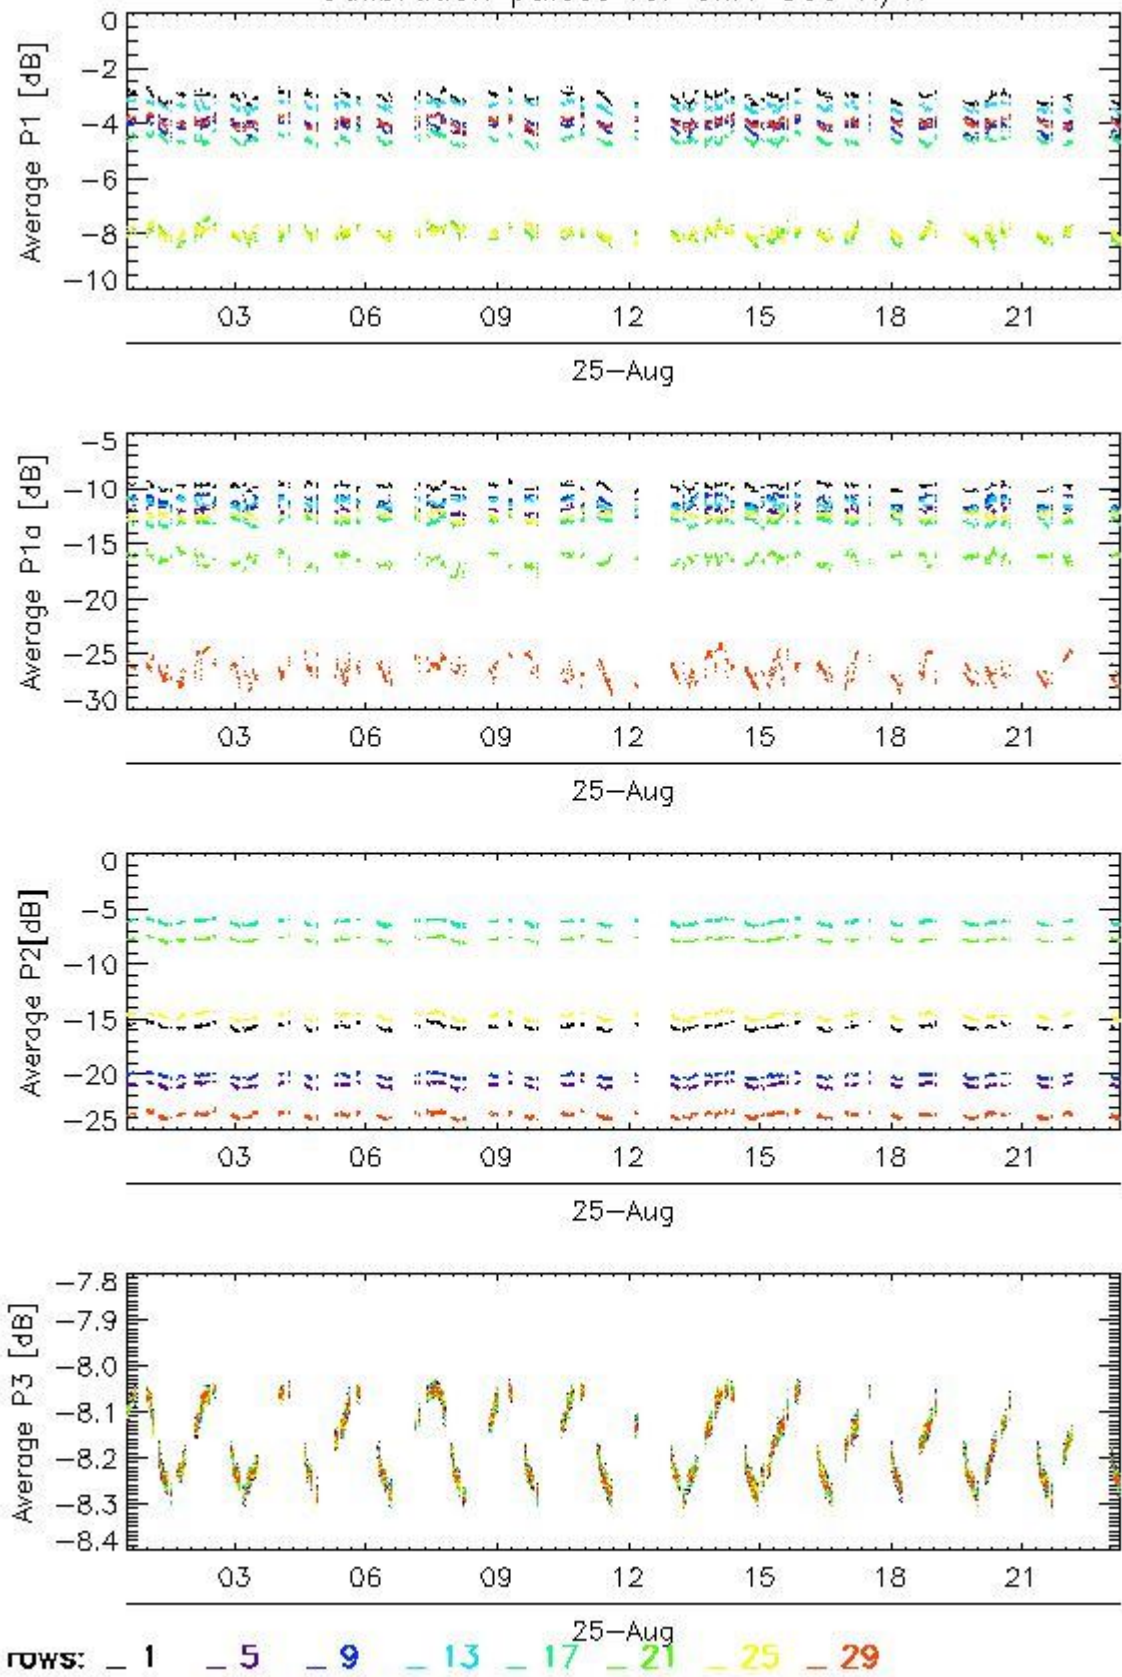 Average P1 [dB]
0
−2
−4
−6
−8
−10
03 06 09 12 15 18 21
25−Aug
Average P1a [dB]
−5
−10
−15
−20
−25
−30
03 06 09 12 15 18 21
25−Aug
Average P2[dB]
0
−5
−10
−15
−20
−25
03 06 09 12 15 18 21
25−Aug
Average P3 [dB]
−7.8
−7.9
−8.0
−8.1
−8.2
−8.3
−8.4
03 06 09 12 15 18 21
25−Aug
rows: _ 1 _ 5 _ 9 _ 13 _ 17 _ 21 _ 25 _ 29